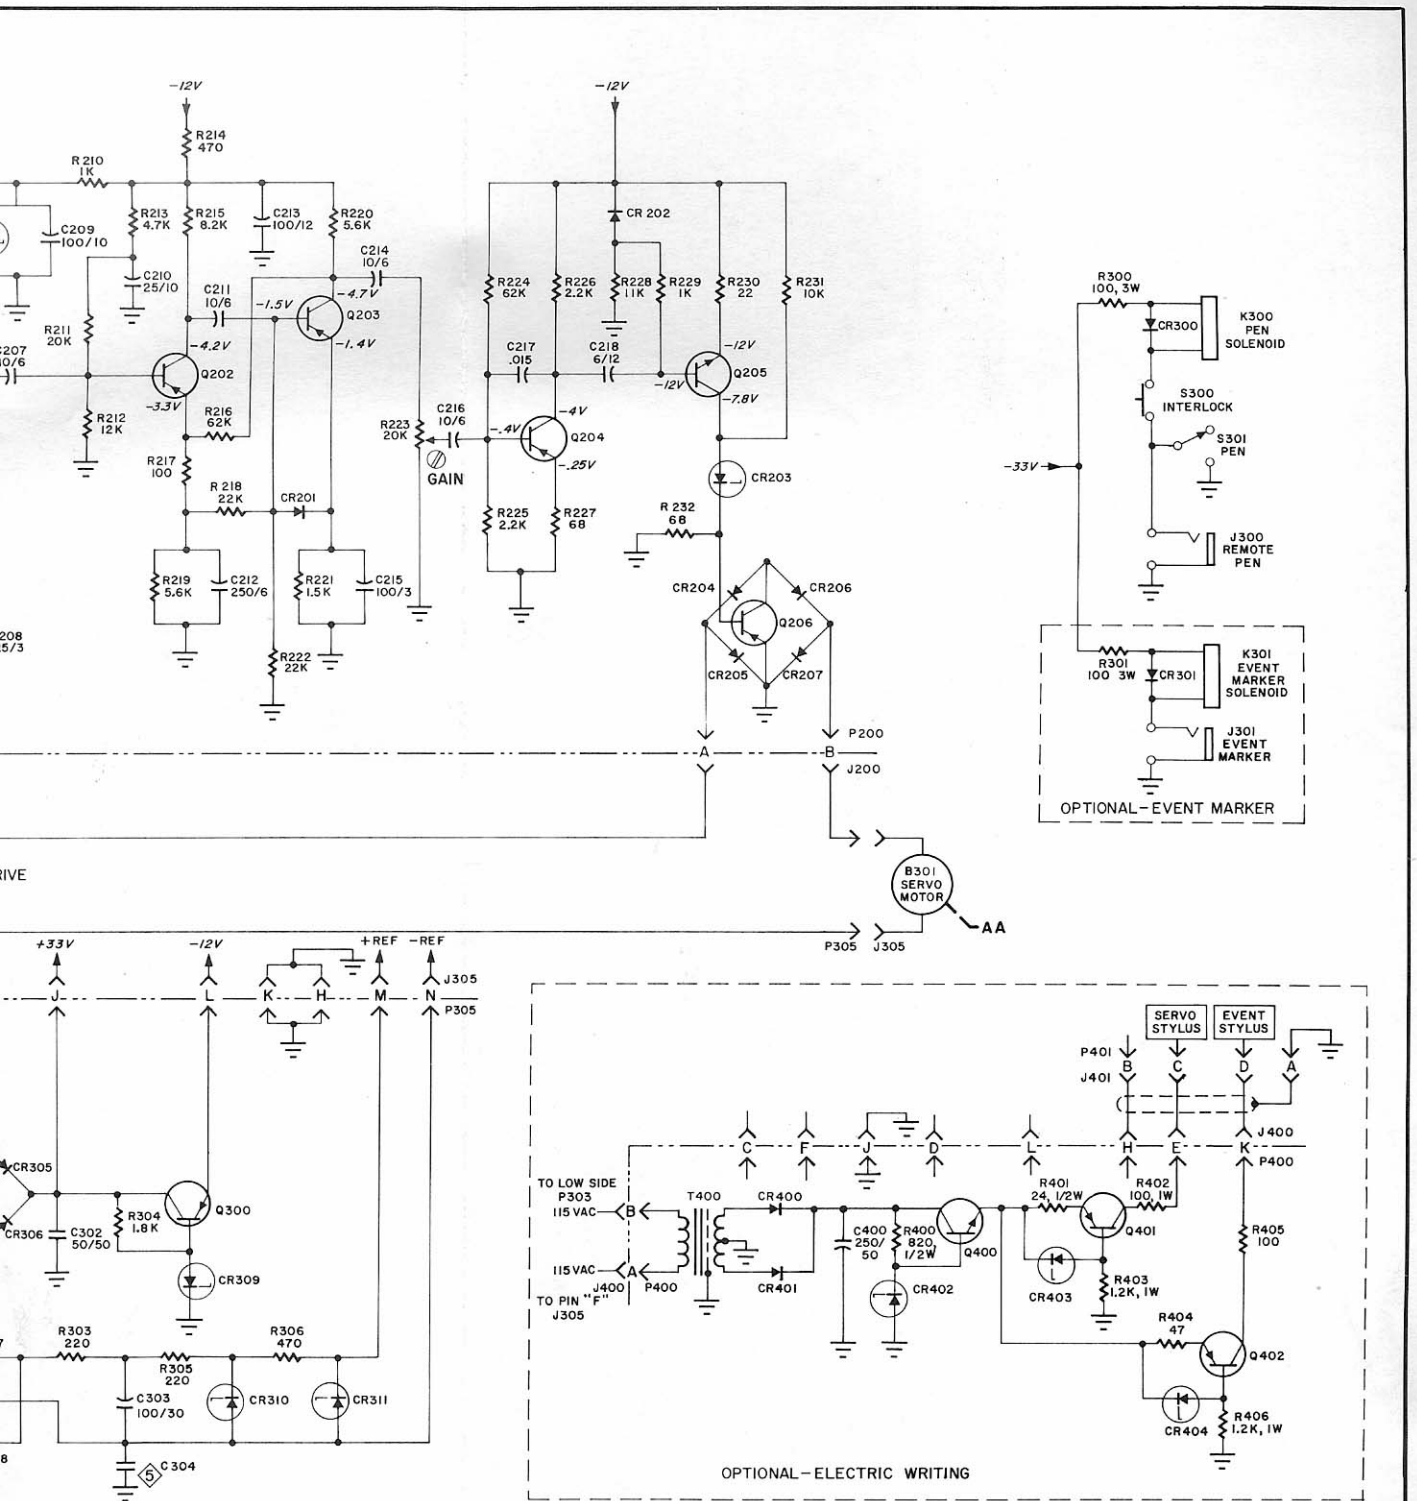 -12V
R214
470
R210
1K
R213
4.7K
R215
8.2K
C213
100/12
R220
5.6K
C209
100/10
C210
25/10
C211
10/6
C214
10/6
-1.5V
-4.7V
Q203
-1.4V
R211
20K
C207
10/6
-4.2V
Q202
-3.3V
R212
12K
R216
62K
R217
100
R218
22K
CR201
R219
5.6K
C212
250/6
R221
1.5K
C215
100/3
R222
22K
208
5/3
-12V
CR202
R224
62K
R226
2.2K
R228
11K
R229
1K
R230
22
R231
10K
C217
.015
C218
6/12
-12V
Q205
-12V
-7.8V
R223
20K
C216
10/6
GAIN
-4V
-.4V
Q204
-.25V
R225
2.2K
R227
68
R232
68
CR203
CR204
CR206
Q206
CR205
CR207
P200
A
B
J200
RIVE
B301
SERVO
MOTOR
AA
P305
J305
R300
100, 3W
CR300
K300
PEN
SOLENOID
S300
INTERLOCK
S301
PEN
-33V
J300
REMOTE
PEN
R301
100 3W
CR301
K301
EVENT
MARKER
SOLENOID
J301
EVENT
MARKER
OPTIONAL-EVENT MARKER
+33V
-12V
+REF
-REF
J305
J
L
K
H
M
N
P305
CR305
CR306
R304
1.8K
C302
50/50
Q300
CR309
R303
220
R305
220
R306
470
C303
100/30
CR310
CR311
5
C304
7
8
SERVO
STYLUS
EVENT
STYLUS
P401
B
C
D
A
J401
J400
C
F
J
D
L
H
E
K
P400
TO LOW SIDE
P303
115 VAC
B
T400
CR400
115 VAC
J400
A
P400
TO PIN "F"
J305
CR401
C400
250/
50
R400
820,
1/2W
Q400
CR402
R401
24, 1/2W
R402
100, 1W
Q401
CR403
R403
1.2K, 1W
R405
100
R404
47
Q402
CR404
R406
1.2K, 1W
OPTIONAL-ELECTRIC WRITING